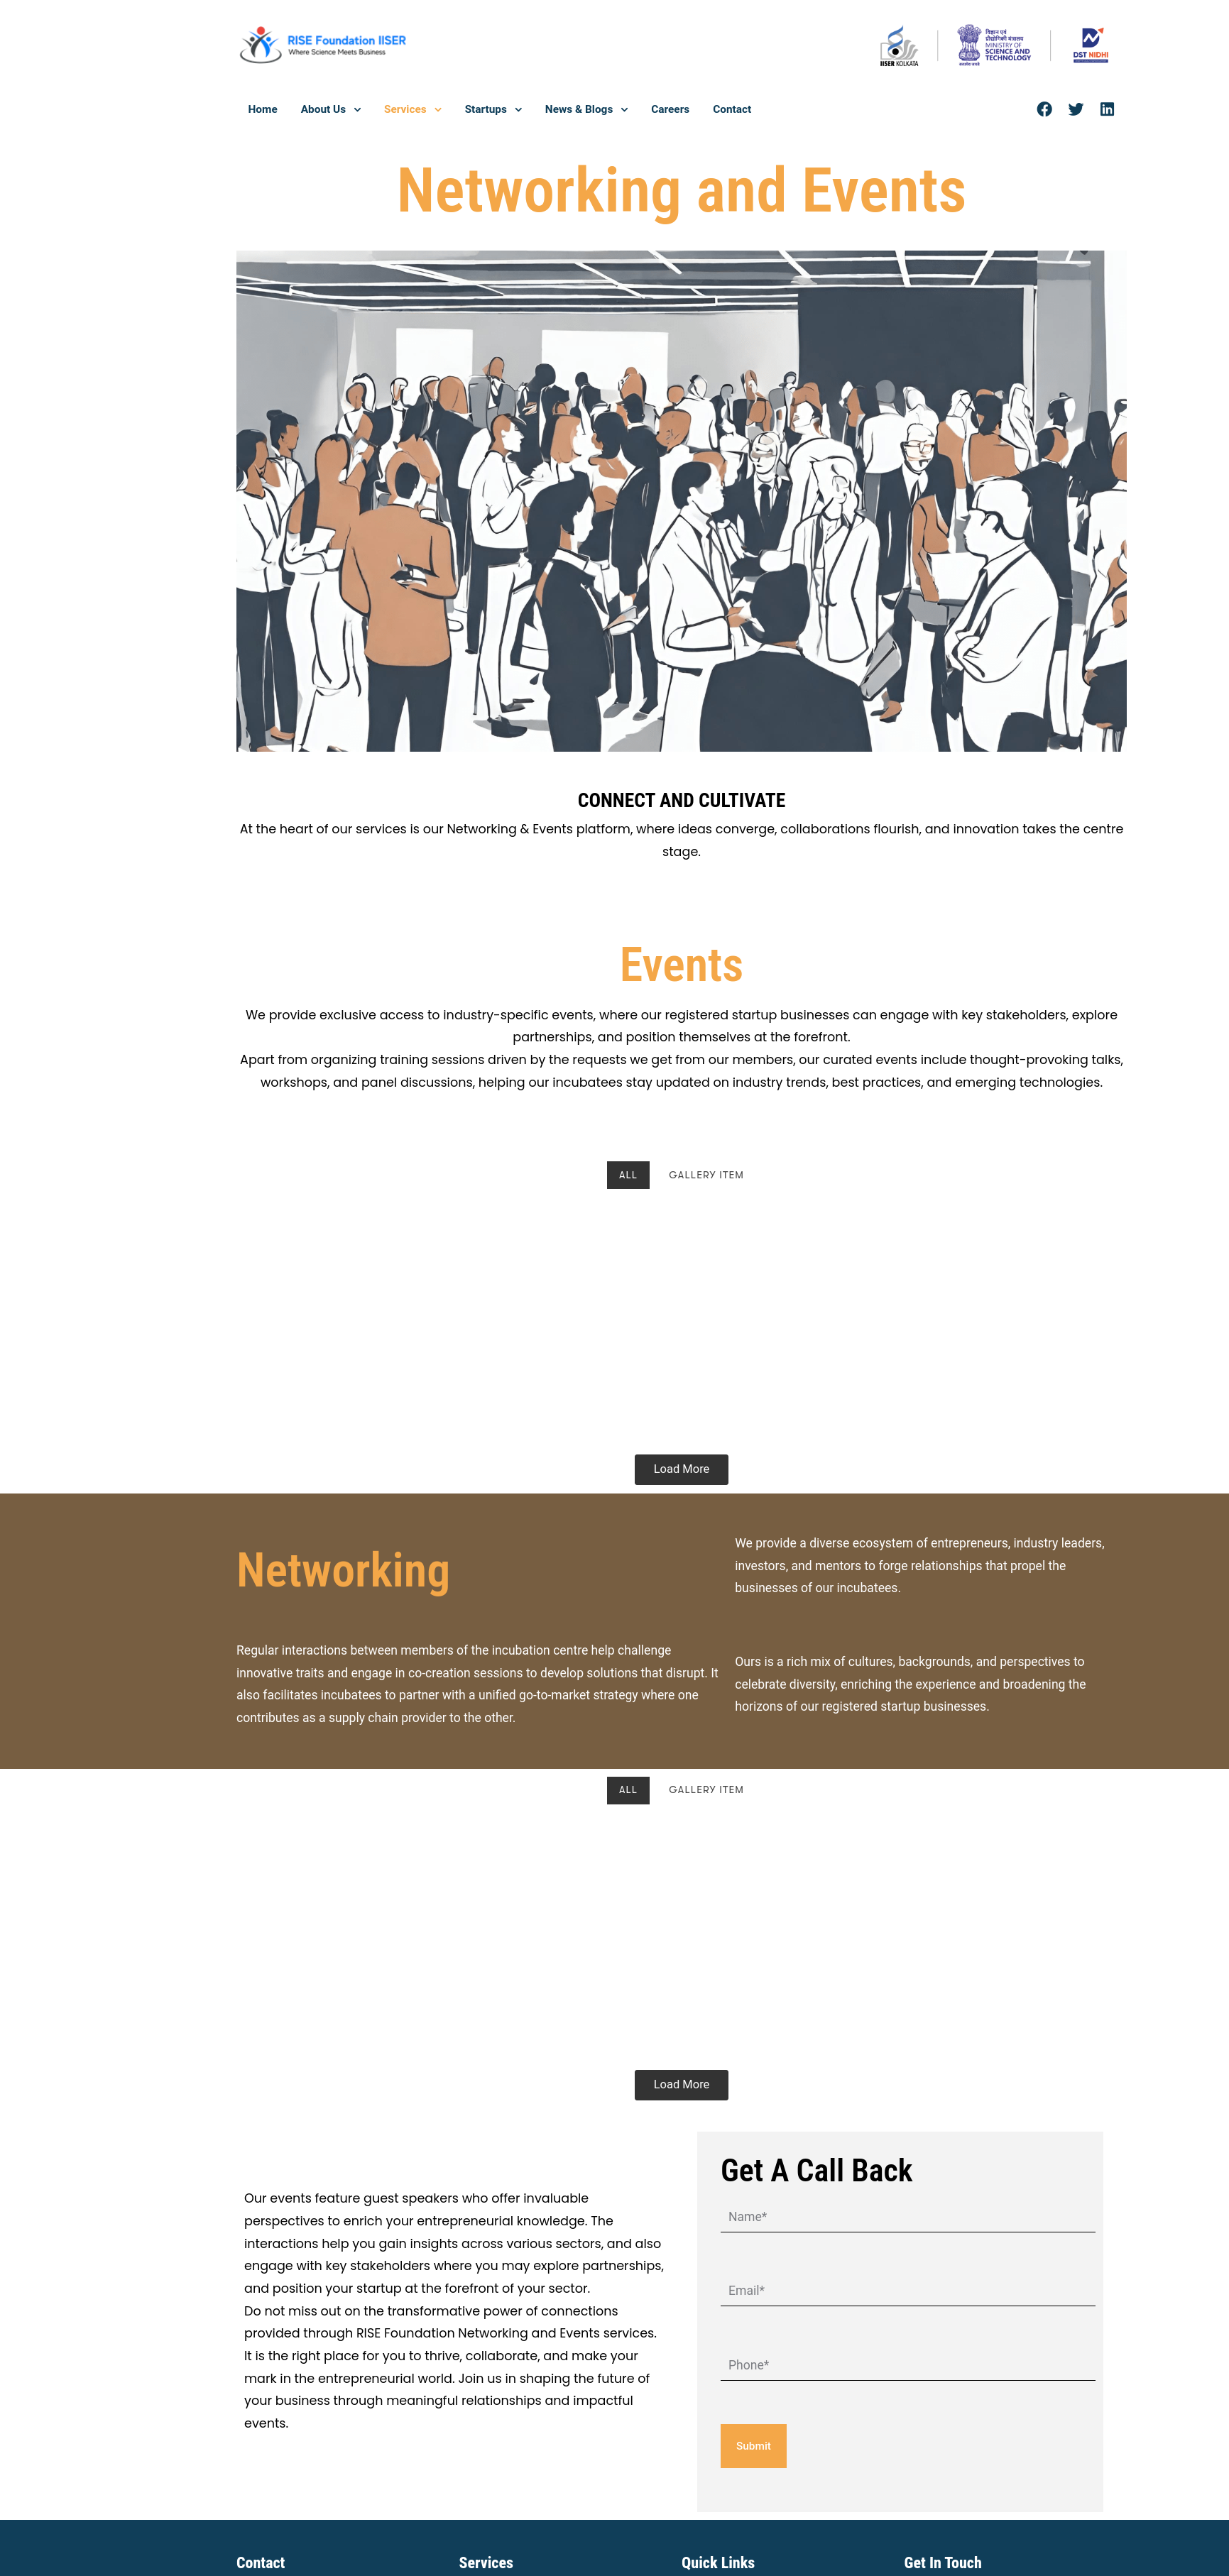 RISE Foundation IISER
Where Science Meets Business
IISER KOLKATA
विज्ञान एवं
प्रौद्योगिकी मंत्रालय
MINISTRY OF
SCIENCE AND
TECHNOLOGY
सत्यमेव जयते
DST NIDHI
Home About Us Services Startups News & Blogs Careers Contact
Networking and Events
CONNECT AND CULTIVATE
At the heart of our services is our Networking & Events platform, where ideas converge, collaborations flourish, and innovation takes the centre
stage.
Events
We provide exclusive access to industry-specific events, where our registered startup businesses can engage with key stakeholders, explore
partnerships, and position themselves at the forefront.
Apart from organizing training sessions driven by the requests we get from our members, our curated events include thought-provoking talks,
workshops, and panel discussions, helping our incubatees stay updated on industry trends, best practices, and emerging technologies.
ALL GALLERY ITEM
Load More
Networking
Regular interactions between members of the incubation centre help challenge
innovative traits and engage in co-creation sessions to develop solutions that disrupt. It
also facilitates incubatees to partner with a unified go-to-market strategy where one
contributes as a supply chain provider to the other.
We provide a diverse ecosystem of entrepreneurs, industry leaders,
investors, and mentors to forge relationships that propel the
businesses of our incubatees.
Ours is a rich mix of cultures, backgrounds, and perspectives to
celebrate diversity, enriching the experience and broadening the
horizons of our registered startup businesses.
ALL GALLERY ITEM
Load More
Our events feature guest speakers who offer invaluable
perspectives to enrich your entrepreneurial knowledge. The
interactions help you gain insights across various sectors, and also
engage with key stakeholders where you may explore partnerships,
and position your startup at the forefront of your sector.
Do not miss out on the transformative power of connections
provided through RISE Foundation Networking and Events services.
It is the right place for you to thrive, collaborate, and make your
mark in the entrepreneurial world. Join us in shaping the future of
your business through meaningful relationships and impactful
events.
Get A Call Back
Name*
Email*
Phone*
Submit
Contact Services Quick Links Get In Touch